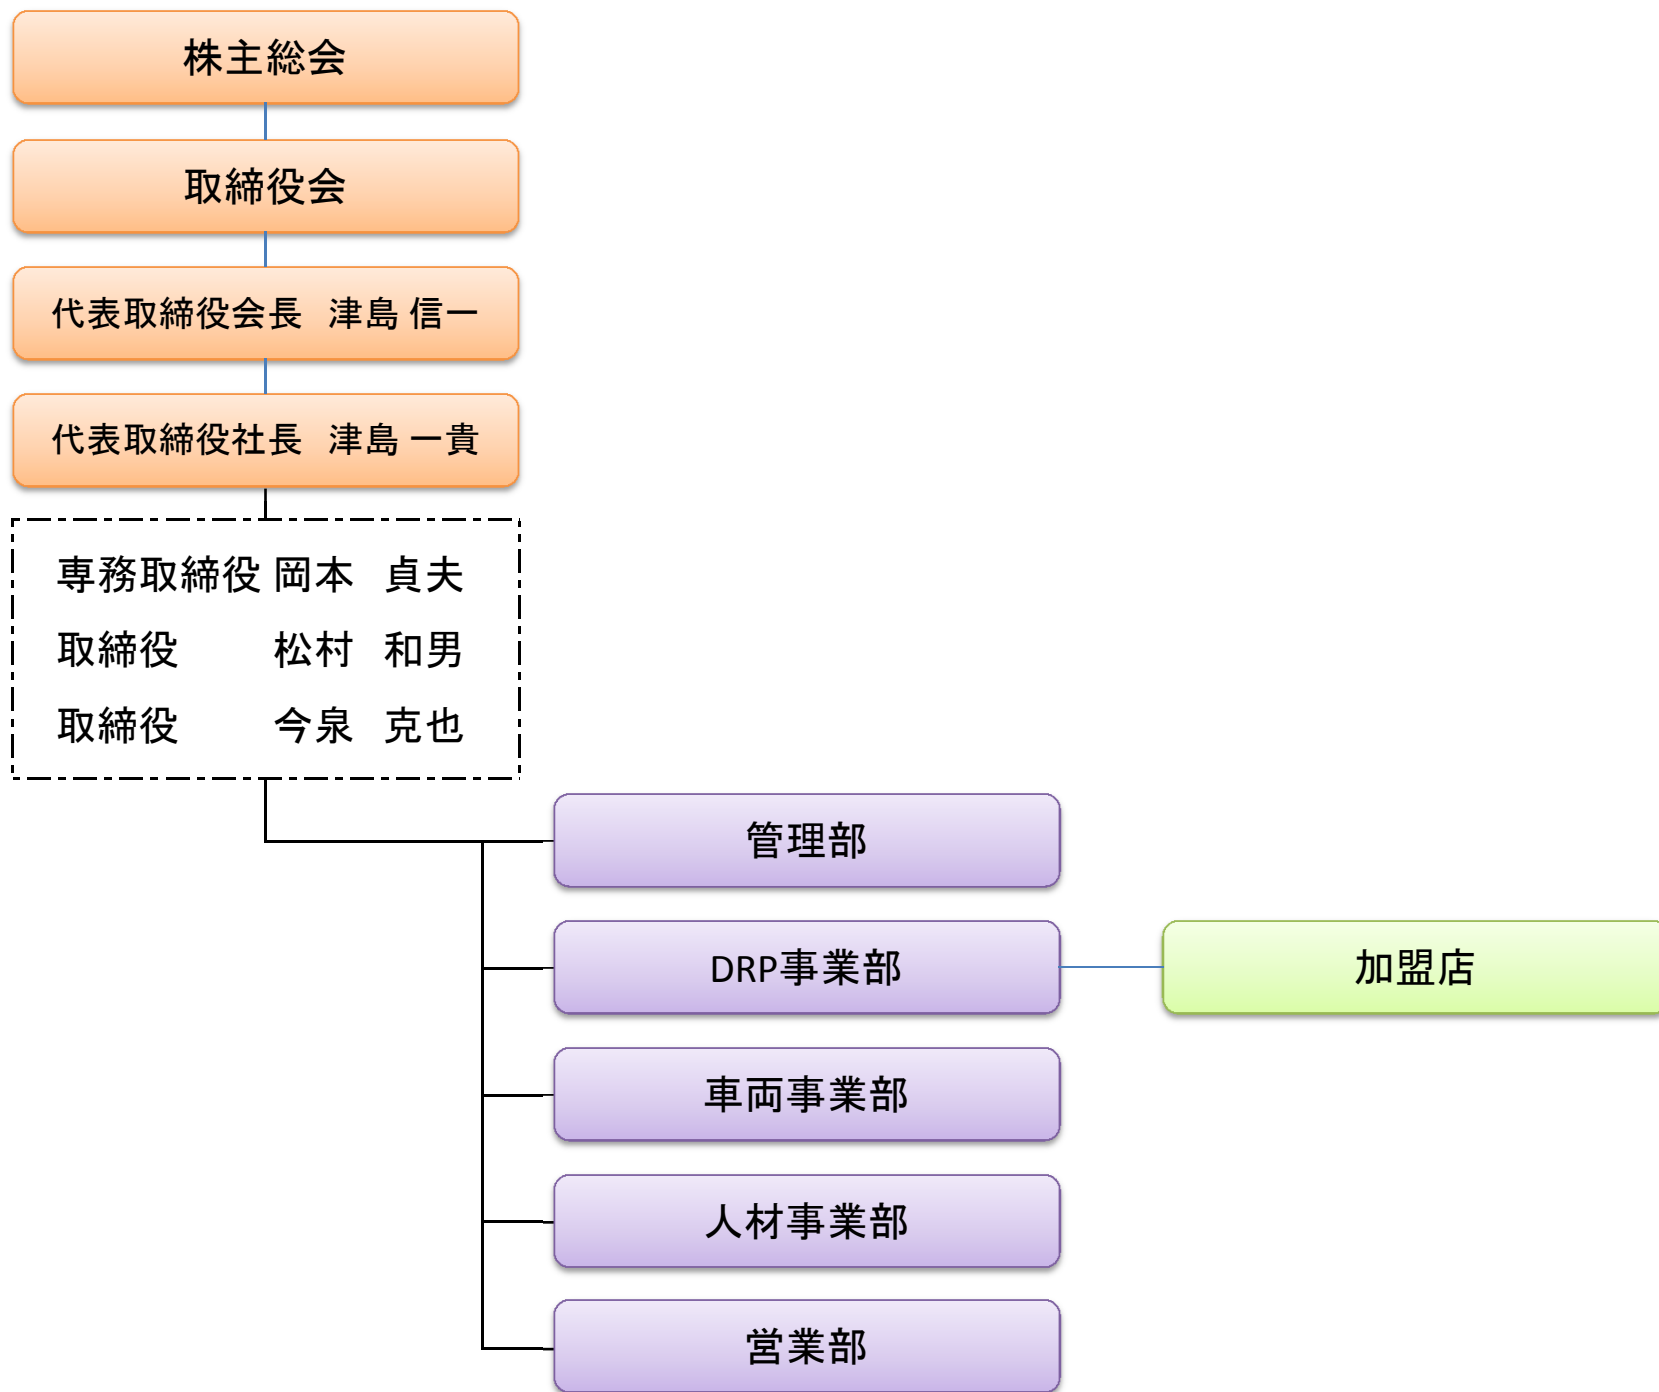 株主総会
取締役会
代表取締役会長　津島 信一
代表取締役社長　津島 一貴
専務取締役 岡本　貞夫
取締役　　松村　和男
取締役　　今泉　克也
管理部
DRP事業部
加盟店
車両事業部
人材事業部
営業部